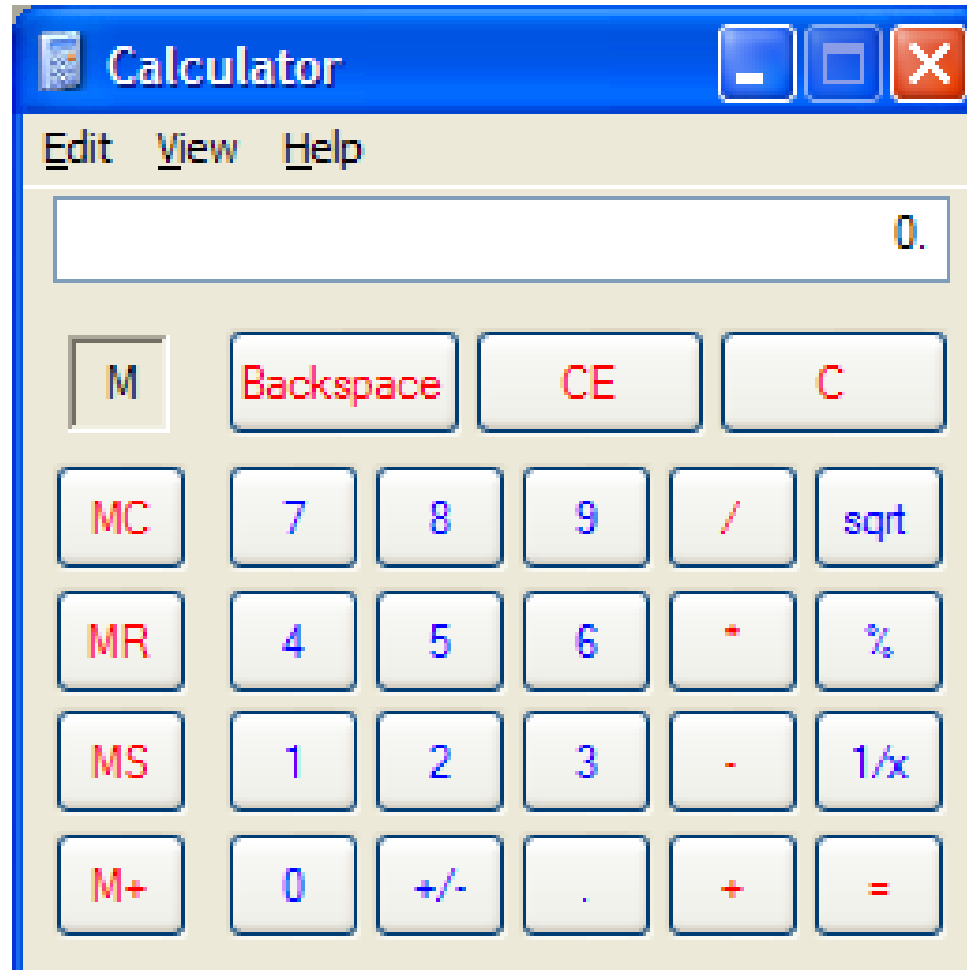 Calculator
Edit View Help
0.
M Backspace CE C
MC 7 8 9 / sqrt
MR 4 5 6 * %
MS 1 2 3 - 1/x
M+ 0 +/- . + =